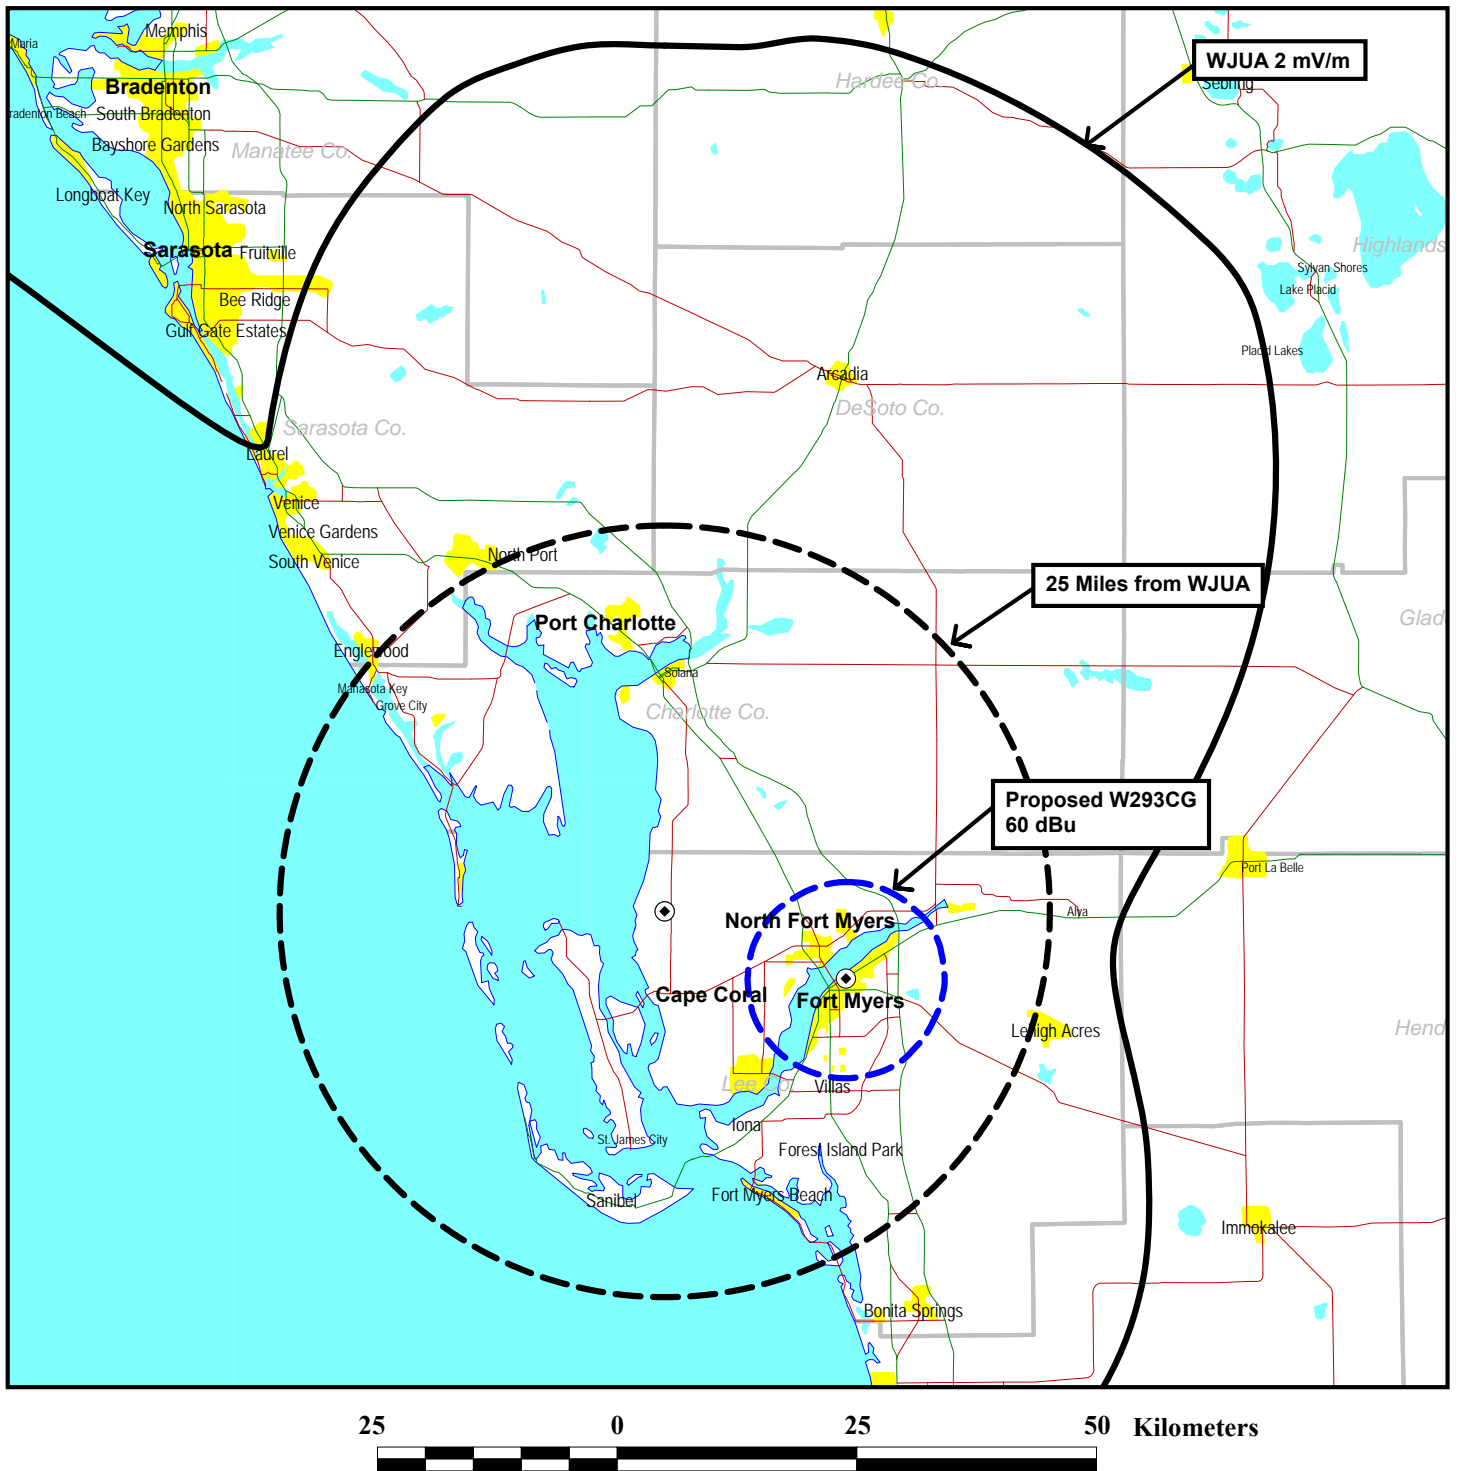 Memphis
Maria
WJUA 2 mV/m
Hardee Co.
Sebring
Bradenton
radenton Beach
South Bradenton
Bayshore Gardens
Manatee Co.
Longboat Key
North Sarasota
Sarasota
Fruitville
Highlands
Sylvan Shores
Lake Placid
Bee Ridge
Gulf Gate Estates
Placid Lakes
Arcadia
DeSoto Co.
Sarasota Co.
Laurel
Venice
Venice Gardens
South Venice
North Port
25 Miles from WJUA
Port Charlotte
Glad
Englewood
Solana
Manasota Key
Grove City
Charlotte Co.
Proposed W293CG
60 dBu
Port La Belle
Alva
North Fort Myers
Cape Coral
Fort Myers
Lehigh Acres
Hend
Lee Co.
Villas
Iona
St. James City
Forest Island Park
Sanibel
Fort Myers Beach
Immokalee
Bonita Springs
25 0 25 50 Kilometers